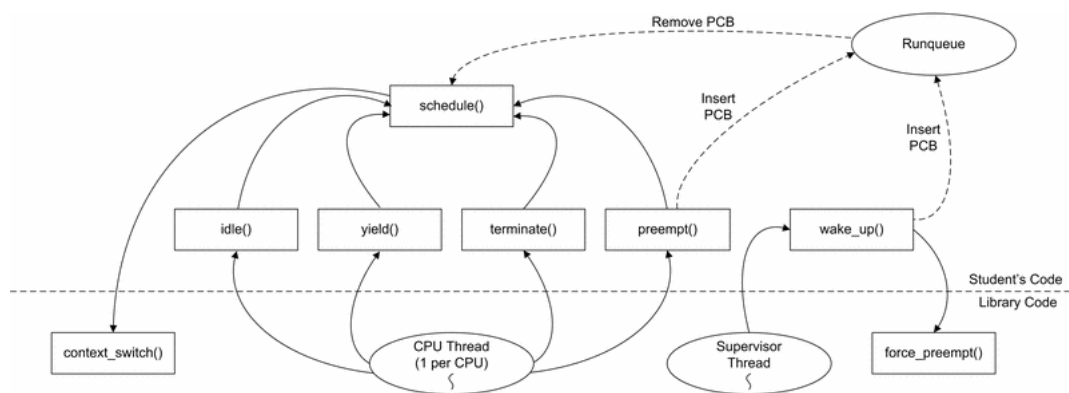 Remove PCB
Runqueue
schedule()
Insert
PCB
Insert
PCB
idle()
yield()
terminate()
preempt()
wake_up()
Student's Code
Library Code
context_switch()
CPU Thread
(1 per CPU)
Supervisor
Thread
force_preempt()